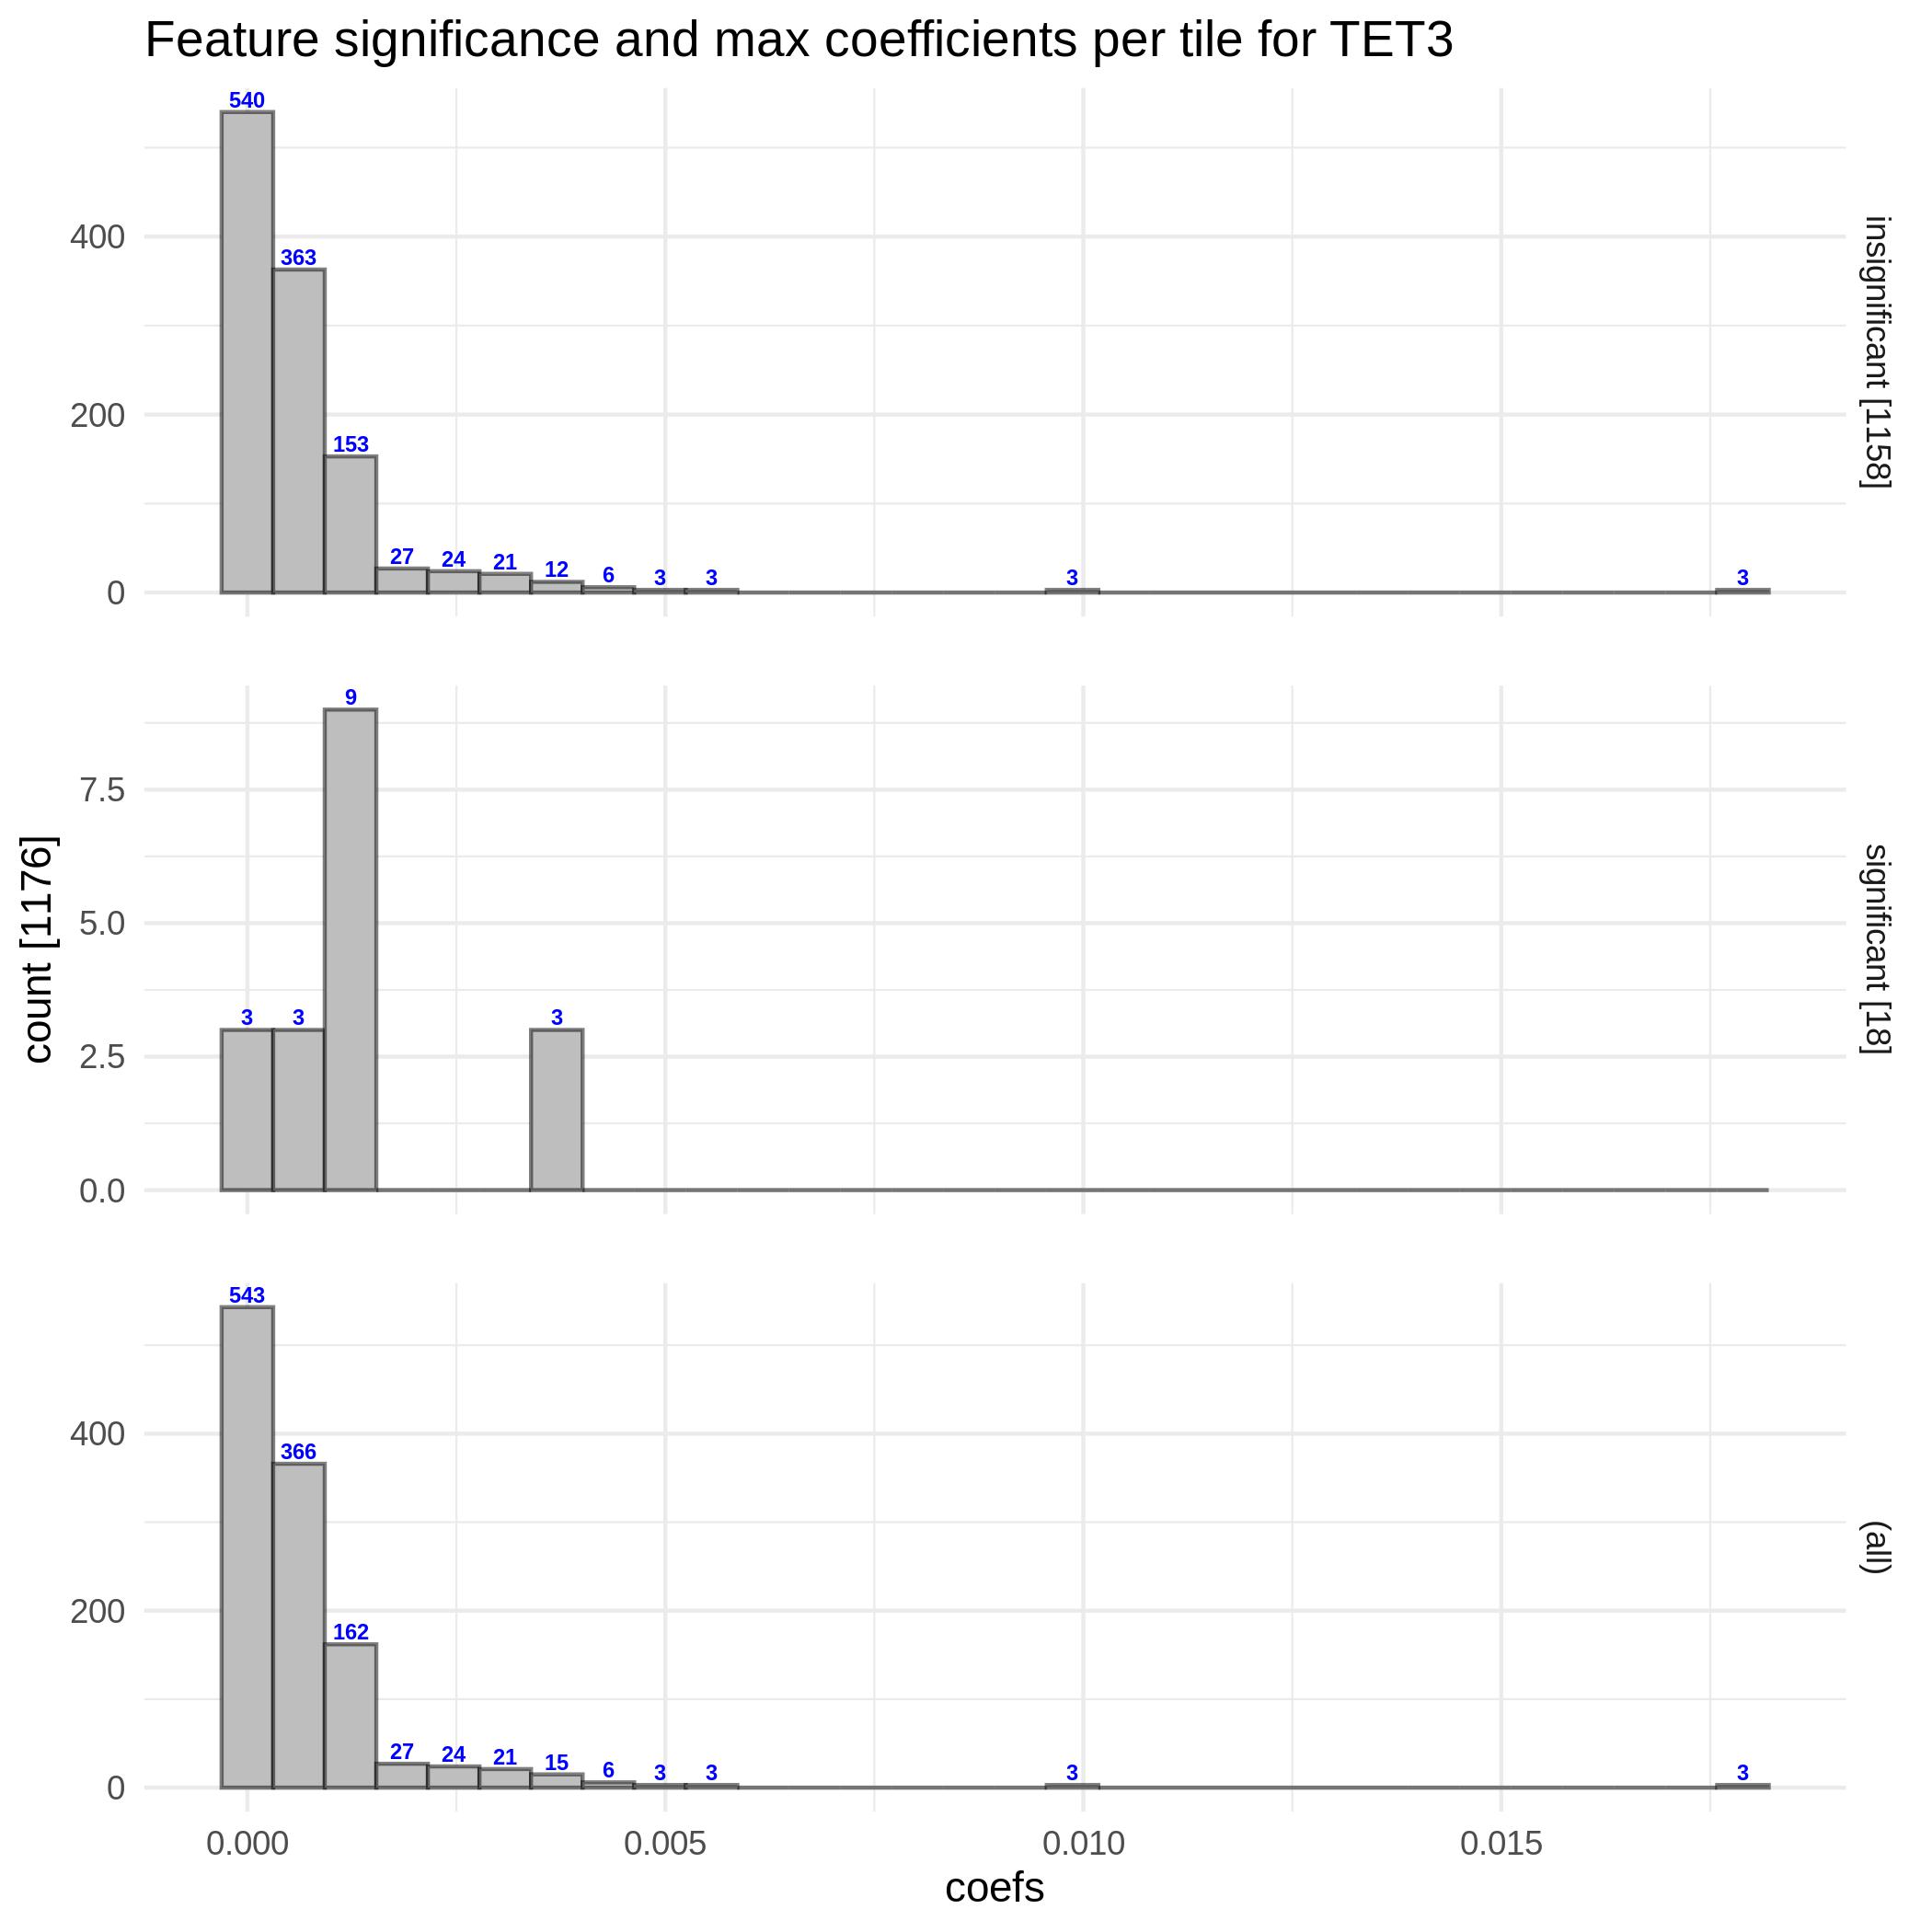 Feature significance and max coefficients per tile for TET3
540
363
153
27 24 21 12 6 3 3 3 3
400
200
0
insignificant [1158]
9
3 3 3
7.5
5.0
2.5
0.0
significant [18]
count [1176]
543
366
162
27 24 21 15 6 3 3 3 3
400
200
0
(all)
0.000 0.005 0.010 0.015
coefs